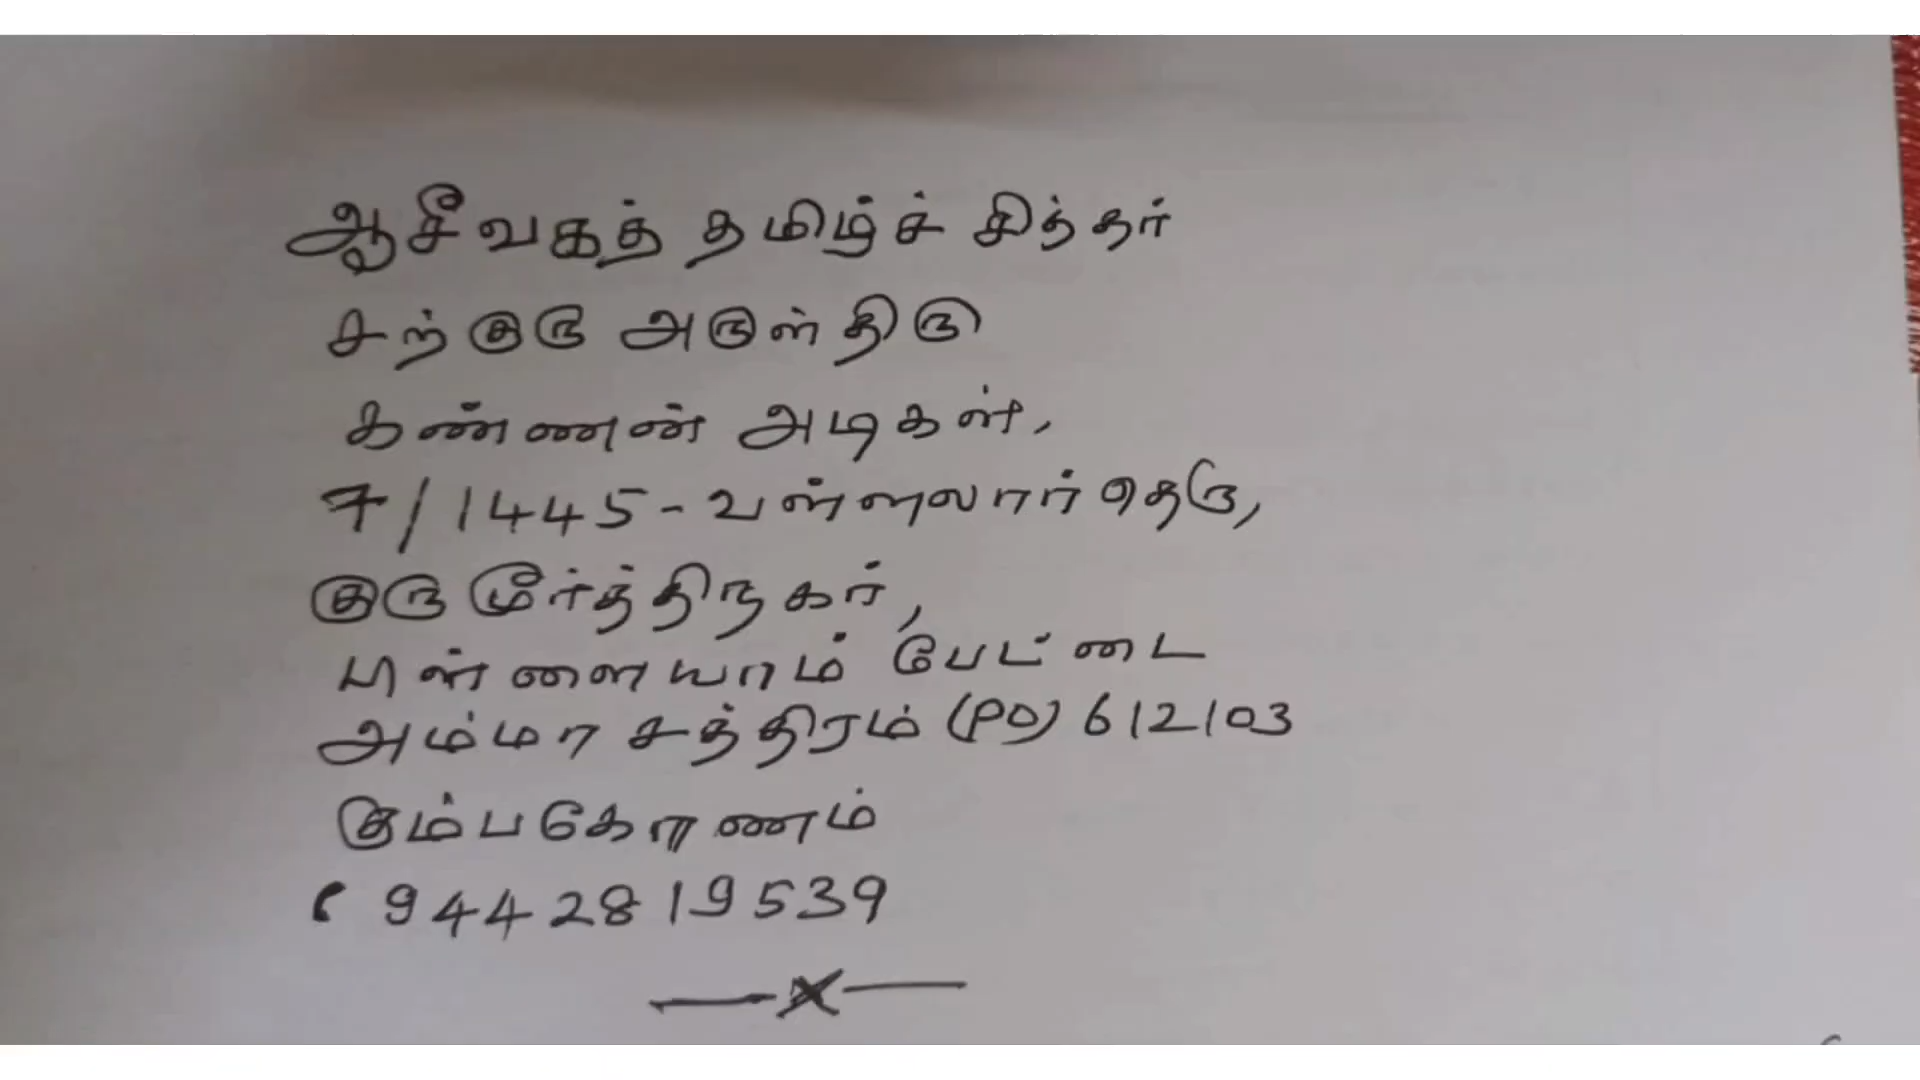 ஆசீவகத் தமிழ்ச் சித்தர்
சற்குரு அருள்திரு
கண்ணன் அடிகள்,
7/1445-வள்ளலார்தெரு,
குருமூர்த்திநகர்,
பேட்டை
அம்மா சத்திரம் (PO) 612103
கும்பகோணம்
9442819539